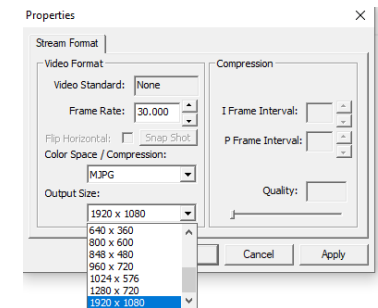 Properties
Stream Format
Video Format
Compression
Video Standard: None
Frame Rate: 30.000
I Frame Interval:
Flip Horizontal: Snap Shot
P Frame Interval:
Color Space / Compression:
MJPG
Output Size:
Quality:
1920 x 1080
640 x 360
800 x 600
848 x 480
960 x 720
1024 x 576
1280 x 720
1920 x 1080
Cancel
Apply